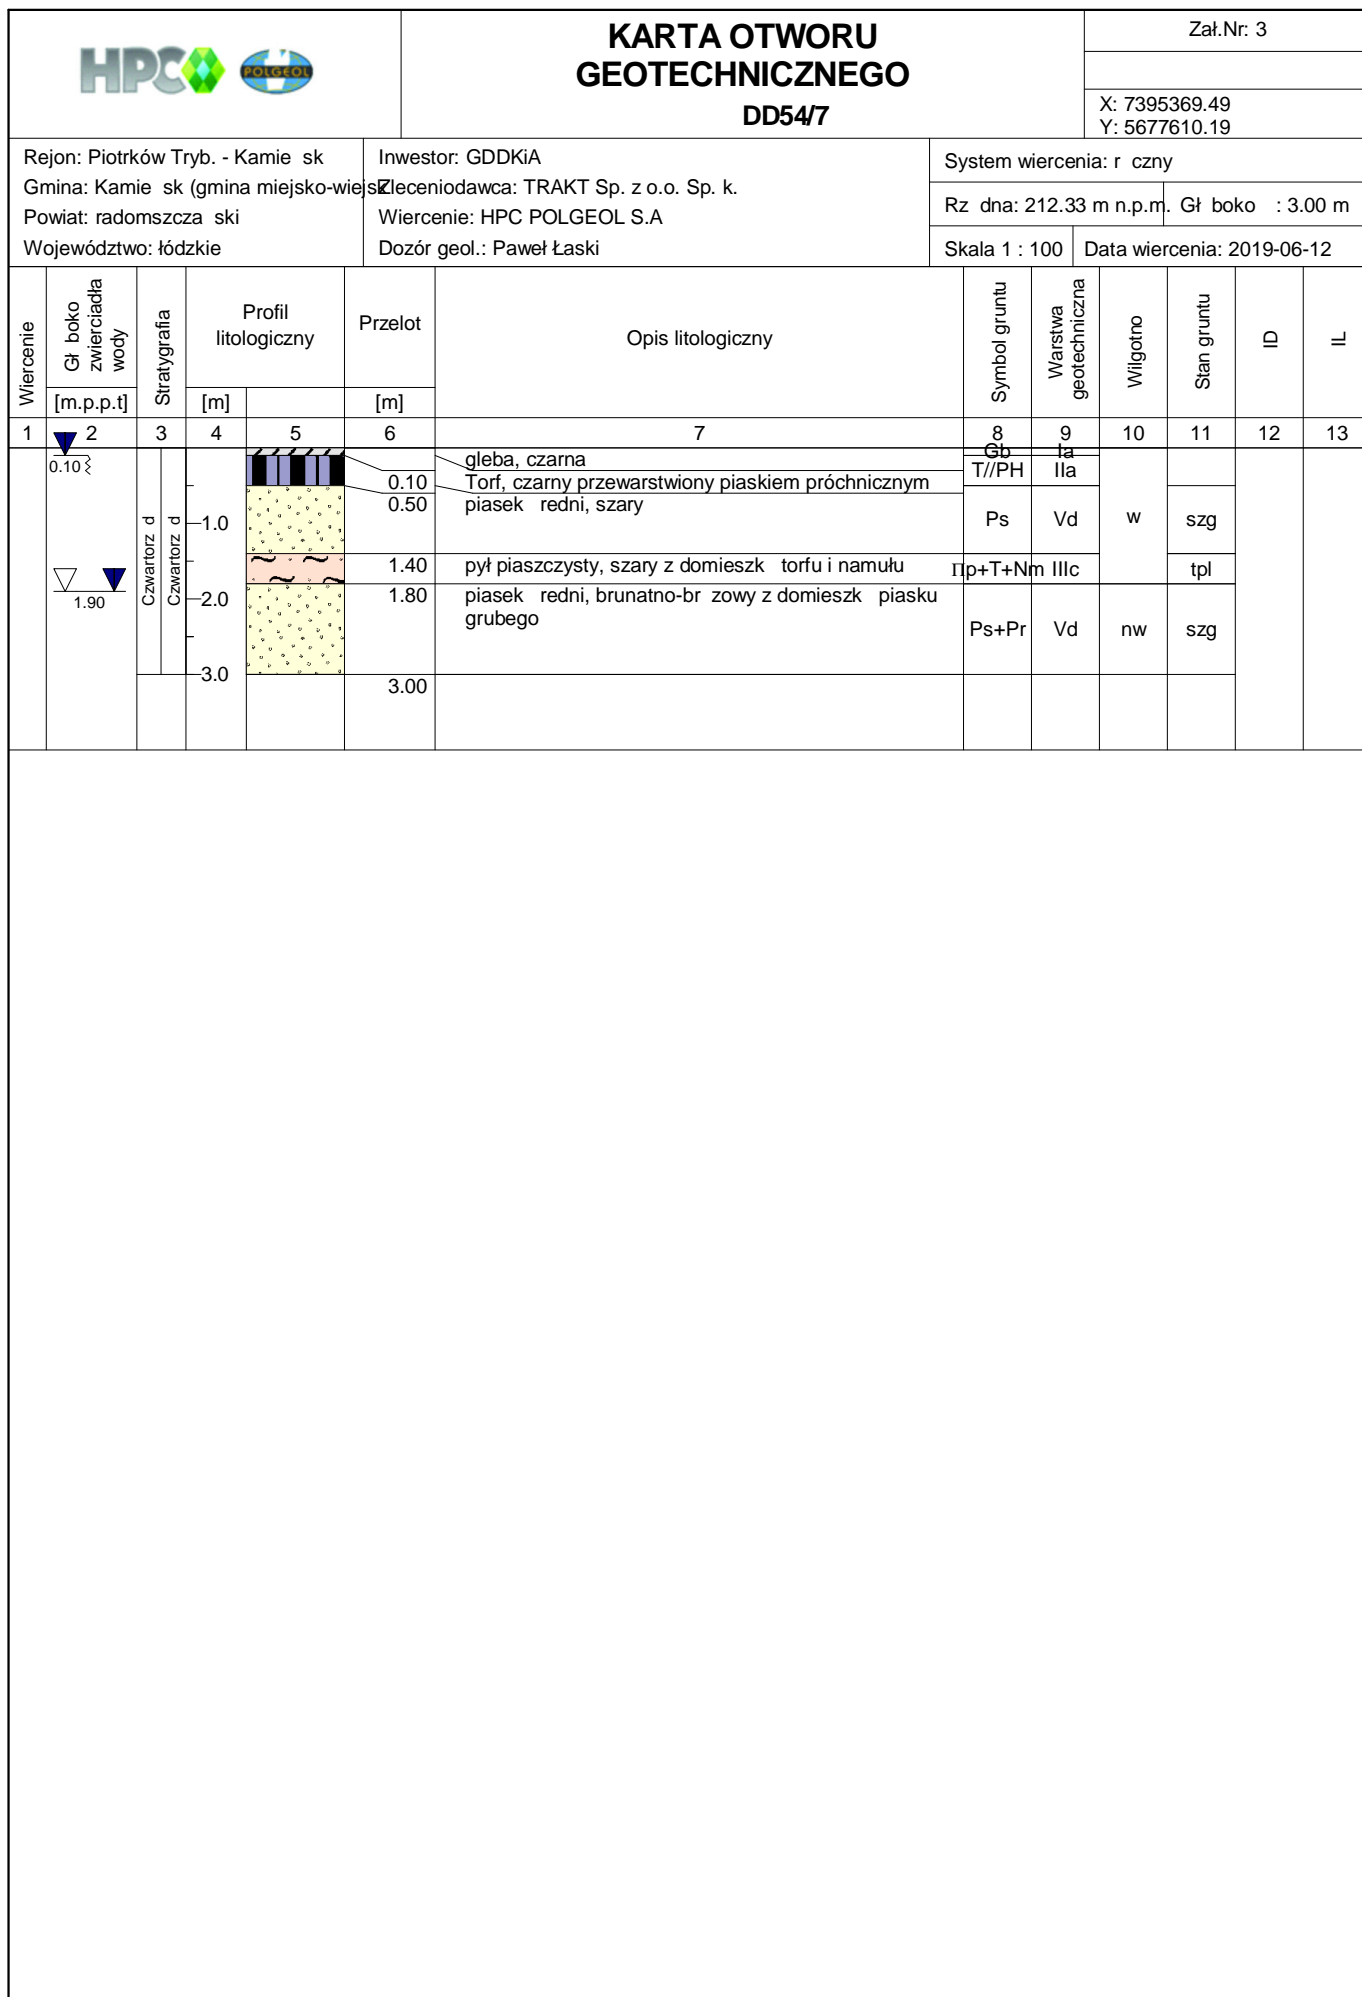 HPC POLGEOL
KARTA OTWORU
GEOTECHNICZNEGO
DD54/7
Zał.Nr: 3
X: 7395369.49
Y: 5677610.19
Rejon: Piotrków Tryb. - Kamie sk
Gmina: Kamie sk (gmina miejsko-wiejsk
Powiat: radomszcza ski
Województwo: łódzkie
Inwestor: GDDKiA
Zleceniodawca: TRAKT Sp. z o.o. Sp. k.
Wiercenie: HPC POLGEOL S.A
Dozór geol.: Paweł Łaski
System wiercenia: r czny
Rz dna: 212.33 m n.p.m. Gł boko : 3.00 m
Skala 1 : 100 Data wiercenia: 2019-06-12
Wiercenie
Gł boko
zwierciadła
wody
[m.p.p.t]
Stratygrafia
Profil
litologiczny
[m]
Przelot
[m]
Opis litologiczny
Symbol gruntu
Warstwa
geotechniczna
Wilgotno
Stan gruntu
ID
IL
1 2 3 4 5 6 7 8 9 10 11 12 13
0.10
1.90
Czwartorz d
Czwartorz d
1.0
2.0
3.0
gleba, czarna Gb Ia
0.10 Torf, czarny przewarstwiony piaskiem próchnicznym T//PH IIa
0.50 piasek redni, szary
Ps Vd w szg
1.40 pył piaszczysty, szary z domieszk torfu i namułu Πp+T+Nm IIIc tpl
1.80 piasek redni, brunatno-br zowy z domieszk piasku
grubego
Ps+Pr Vd nw szg
3.00